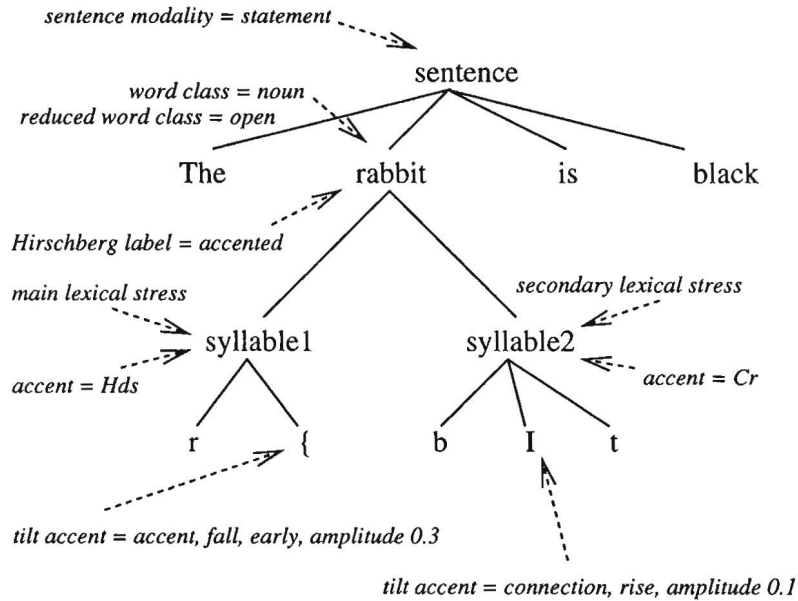 sentence modality = statement
sentence
word class = noun
reduced word class = open
The rabbit is black
Hirschberg label = accented
main lexical stress
secondary lexical stress
syllable1 syllable2
accent = Hds
accent = Cr
r { b I t
tilt accent = accent, fall, early, amplitude 0.3
tilt accent = connection, rise, amplitude 0.1